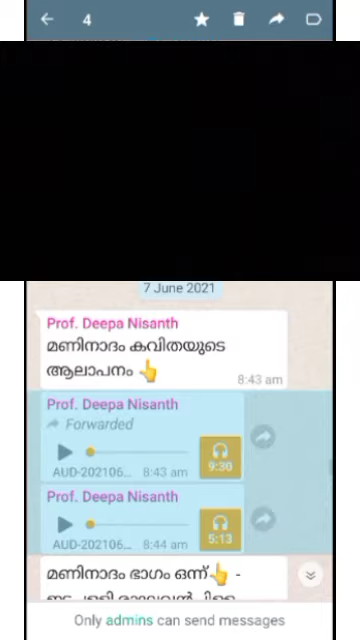 4
7 June 2021
Prof. Deepa Nisanth
മണിനാദം കവിതയുടെ
ആലാപനം 👆
8:43 am
Prof. Deepa Nisanth
Forwarded
9:30
AUD-202106... 8:43 am
Prof. Deepa Nisanth
5:13
AUD-202106... 8:44 am
മണിനാദം ഭാഗം ഒന്ന്👆 -
Only admins can send messages